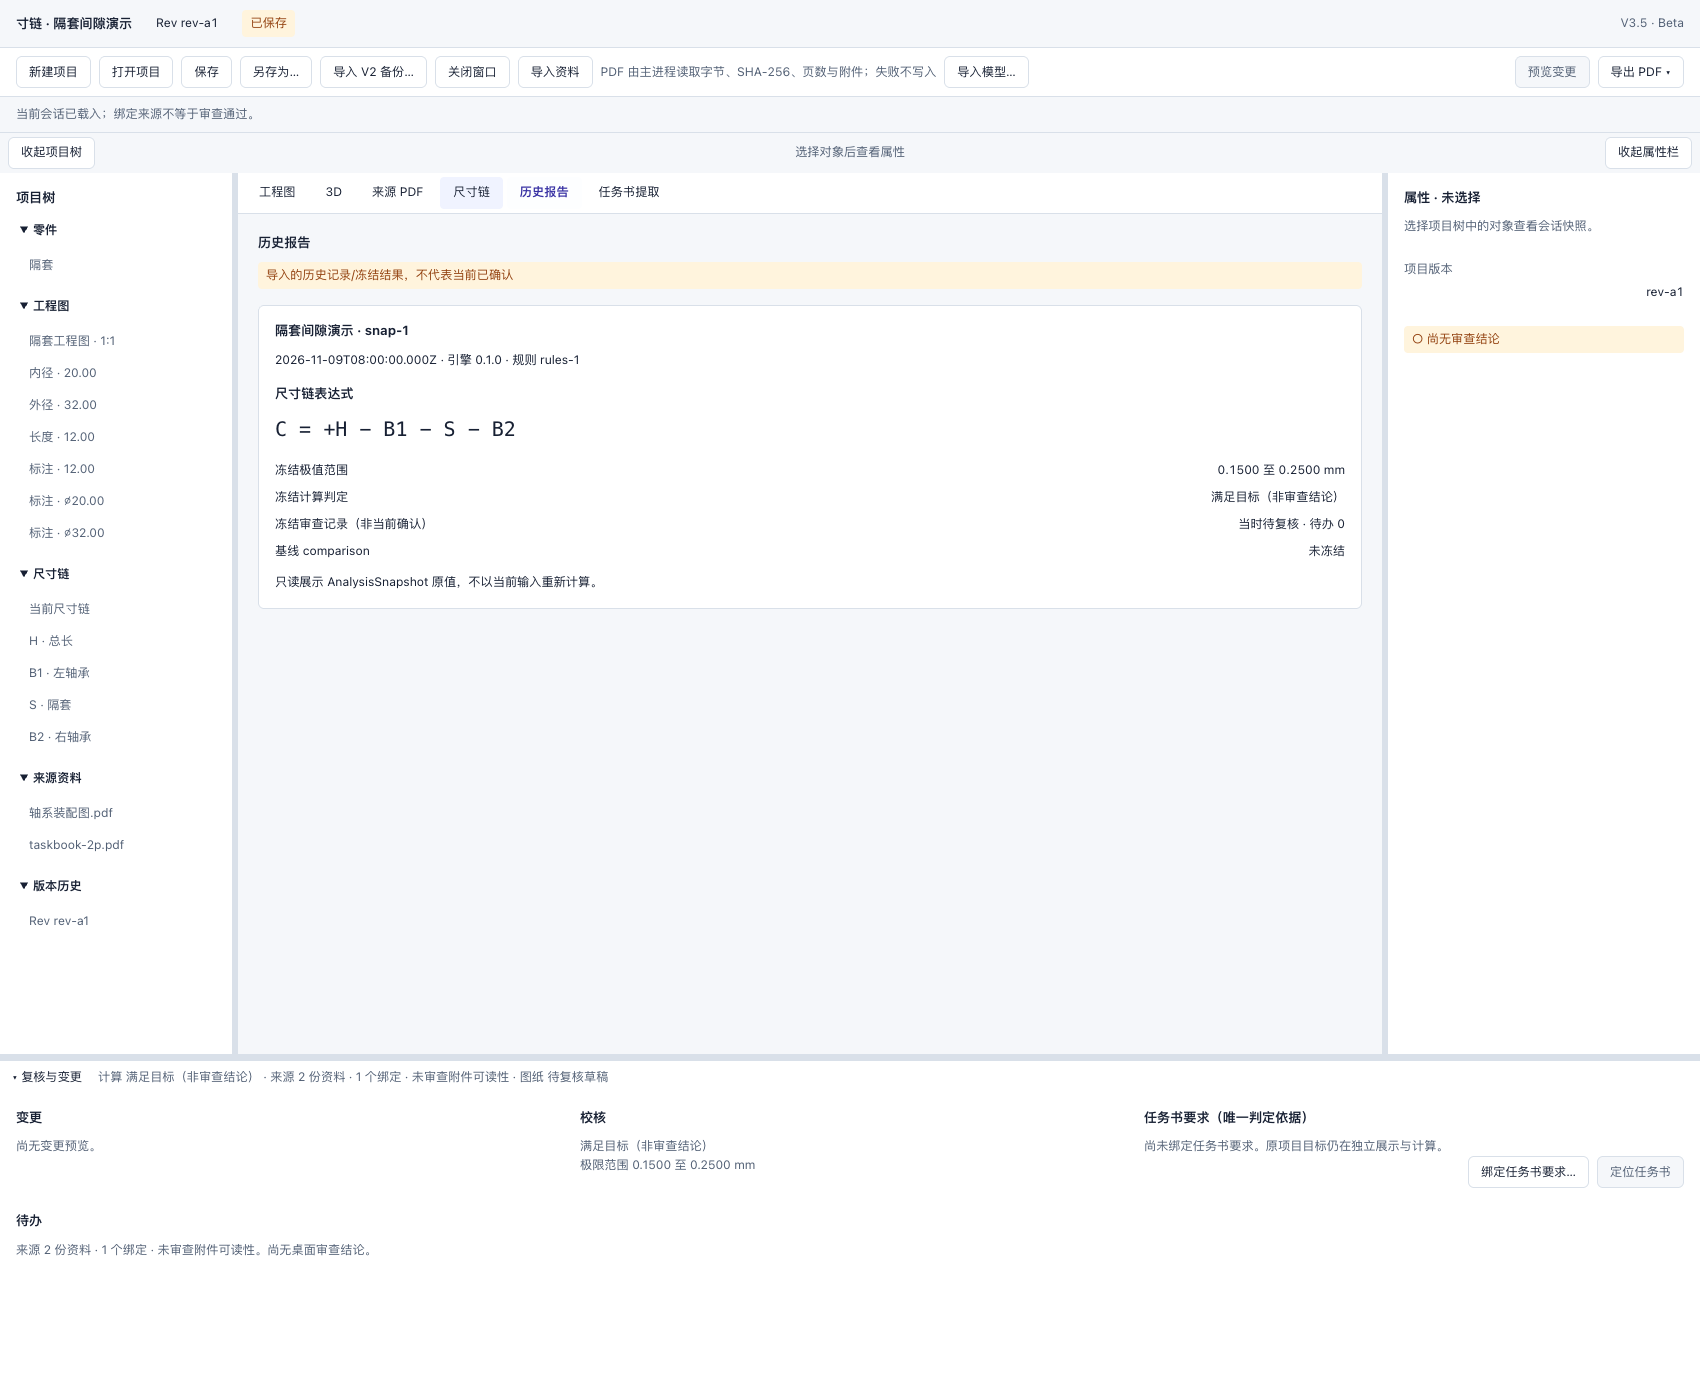 寸链 · 隔套间隙演示 Rev rev-a1 已保存 V3.5 · Beta
新建项目 打开项目 保存 另存为... 导入 V2 备份... 关闭窗口 导入资料 PDF 由主进程读取字节、SHA-256、页数与附件；失败不写入 导入模型... 预览变更 导出 PDF ▾
当前会话已载入；绑定来源不等于审查通过。
收起项目树 选择对象后查看属性 收起属性栏
项目树
▼ 零件
隔套
▼ 工程图
隔套工程图 · 1:1
内径 · 20.00
外径 · 32.00
长度 · 12.00
标注 · 12.00
标注 · ⌀20.00
标注 · ⌀32.00
▼ 尺寸链
当前尺寸链
H · 总长
B1 · 左轴承
S · 隔套
B2 · 右轴承
▼ 来源资料
轴系装配图.pdf
taskbook-2p.pdf
▼ 版本历史
Rev rev-a1
工程图 3D 来源 PDF 尺寸链 历史报告 任务书提取
历史报告
导入的历史记录/冻结结果，不代表当前已确认
隔套间隙演示 · snap-1
2026-11-09T08:00:00.000Z · 引擎 0.1.0 · 规则 rules-1
尺寸链表达式
C = +H − B1 − S − B2
冻结极值范围 0.1500 至 0.2500 mm
冻结计算判定 满足目标（非审查结论）
冻结审查记录（非当前确认） 当时待复核 · 待办 0
基线 comparison 未冻结
只读展示 AnalysisSnapshot 原值，不以当前输入重新计算。
属性 · 未选择
选择项目树中的对象查看会话快照。
项目版本
rev-a1
○ 尚无审查结论
▾ 复核与变更 计算 满足目标（非审查结论） · 来源 2 份资料 · 1 个绑定 · 未审查附件可读性 · 图纸 待复核草稿
变更
尚无变更预览。
校核
满足目标（非审查结论）
极限范围 0.1500 至 0.2500 mm
任务书要求（唯一判定依据）
尚未绑定任务书要求。原项目目标仍在独立展示与计算。
绑定任务书要求... 定位任务书
待办
来源 2 份资料 · 1 个绑定 · 未审查附件可读性。尚无桌面审查结论。